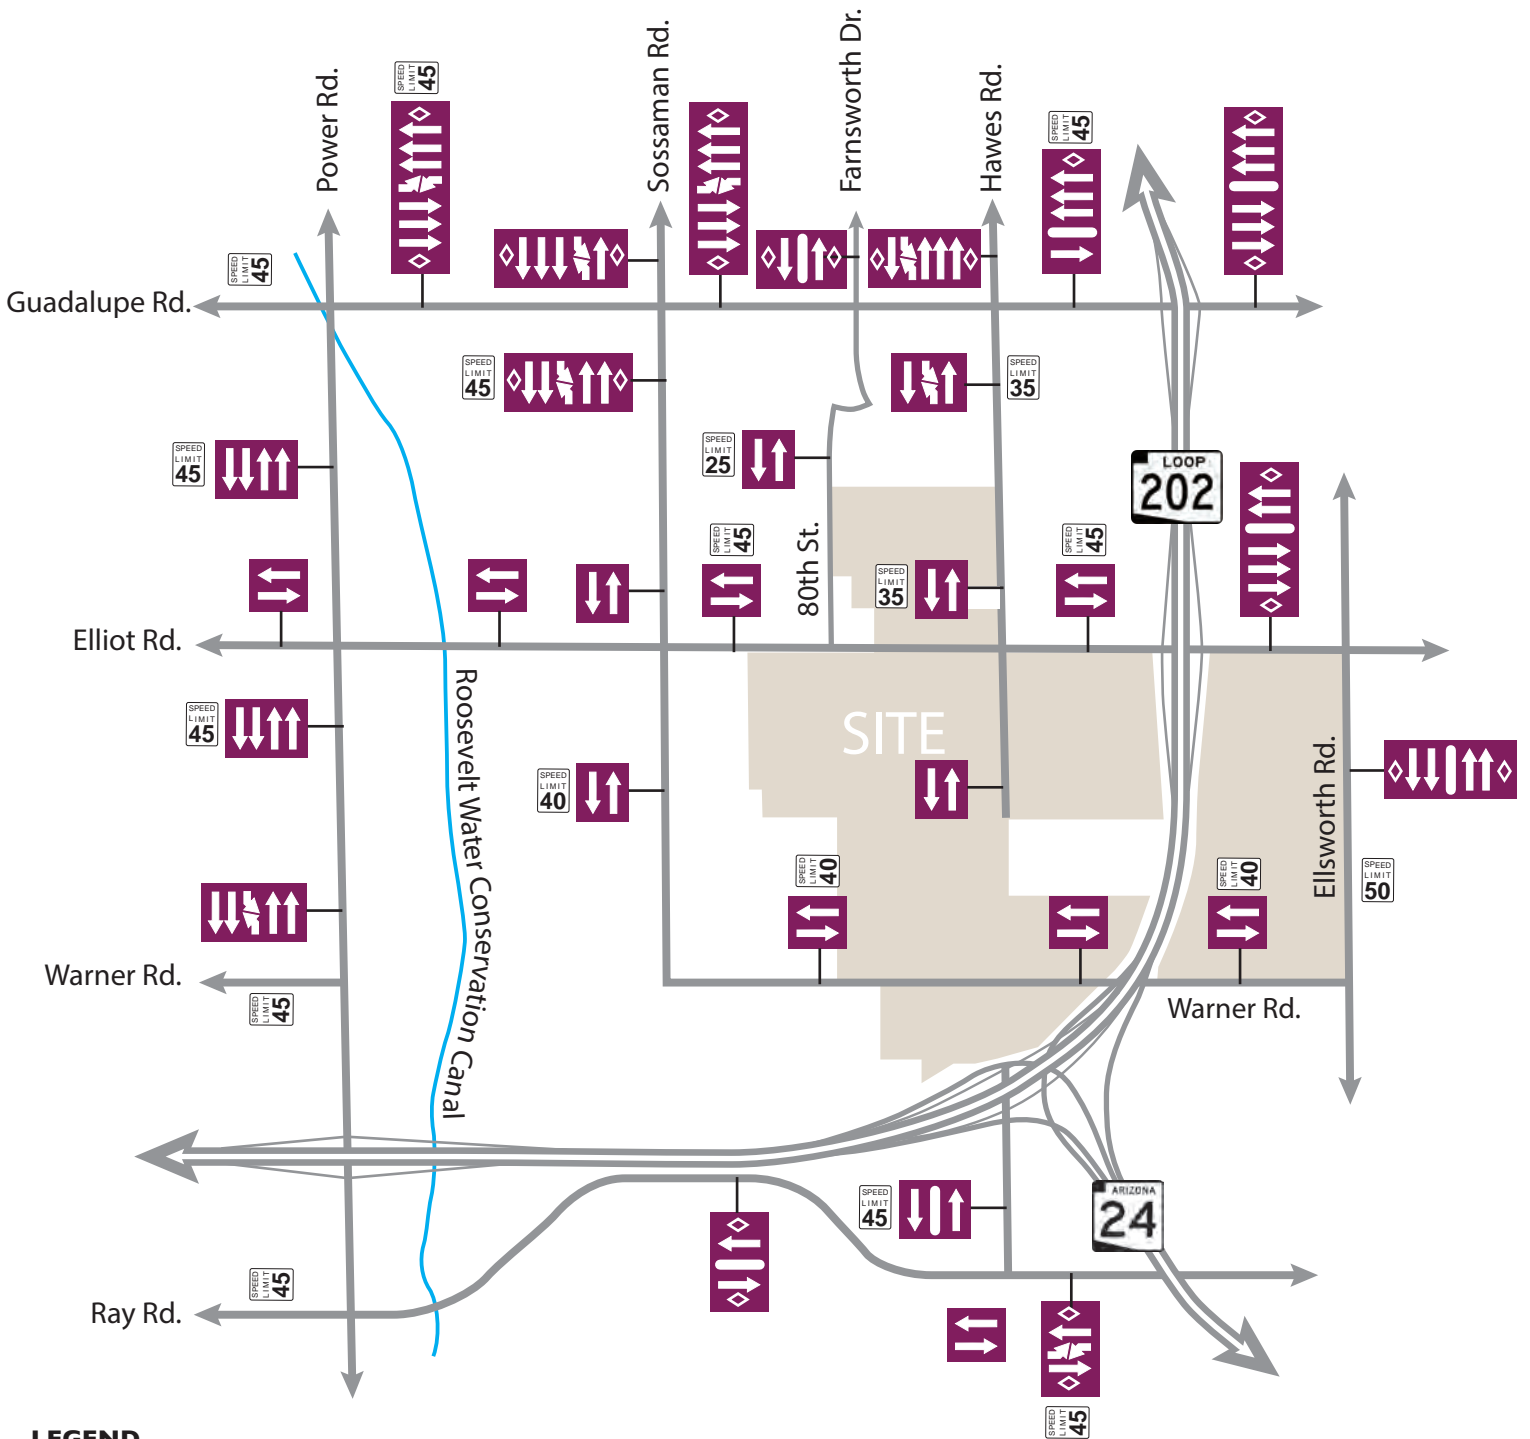 Power Rd.
Sossaman Rd.
Farnsworth Dr.
Hawes Rd.
SPEED LIMIT 45
SPEED LIMIT 45
SPEED LIMIT 45
Guadalupe Rd.
SPEED LIMIT 45
SPEED LIMIT 35
SPEED LIMIT 45
SPEED LIMIT 25
LOOP
202
80th St.
SPEED LIMIT 45
SPEED LIMIT 45
SPEED LIMIT 35
Elliot Rd.
SPEED LIMIT 45
Roosevelt Water Conservation Canal
SITE
SPEED LIMIT 40
Ellsworth Rd.
SPEED LIMIT 40
SPEED LIMIT 40
SPEED LIMIT 50
Warner Rd.
SPEED LIMIT 45
Warner Rd.
SPEED LIMIT 45
ARIZONA
24
SPEED LIMIT 45
Ray Rd.
SPEED LIMIT 45
LEGEND